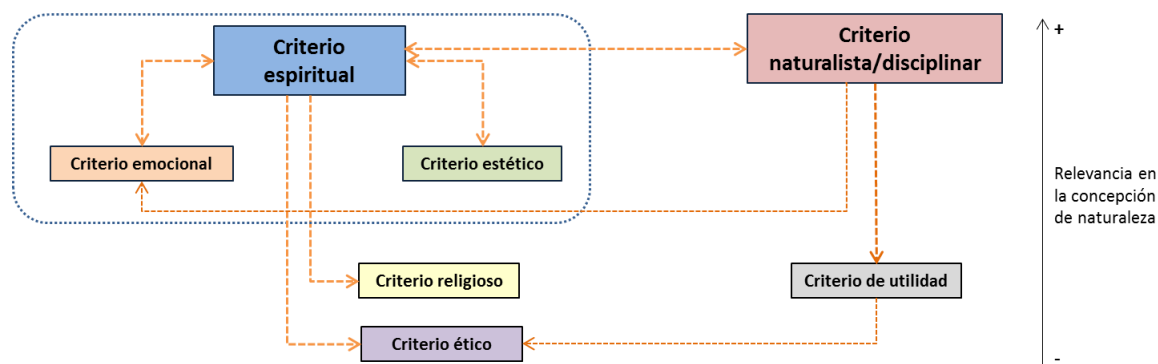 Criterio
espiritual
Criterio
naturalista/disciplinar
+
Criterio emocional
Criterio estético
Relevancia en
la concepción
de naturaleza
Criterio religioso
Criterio de utilidad
Criterio ético
-